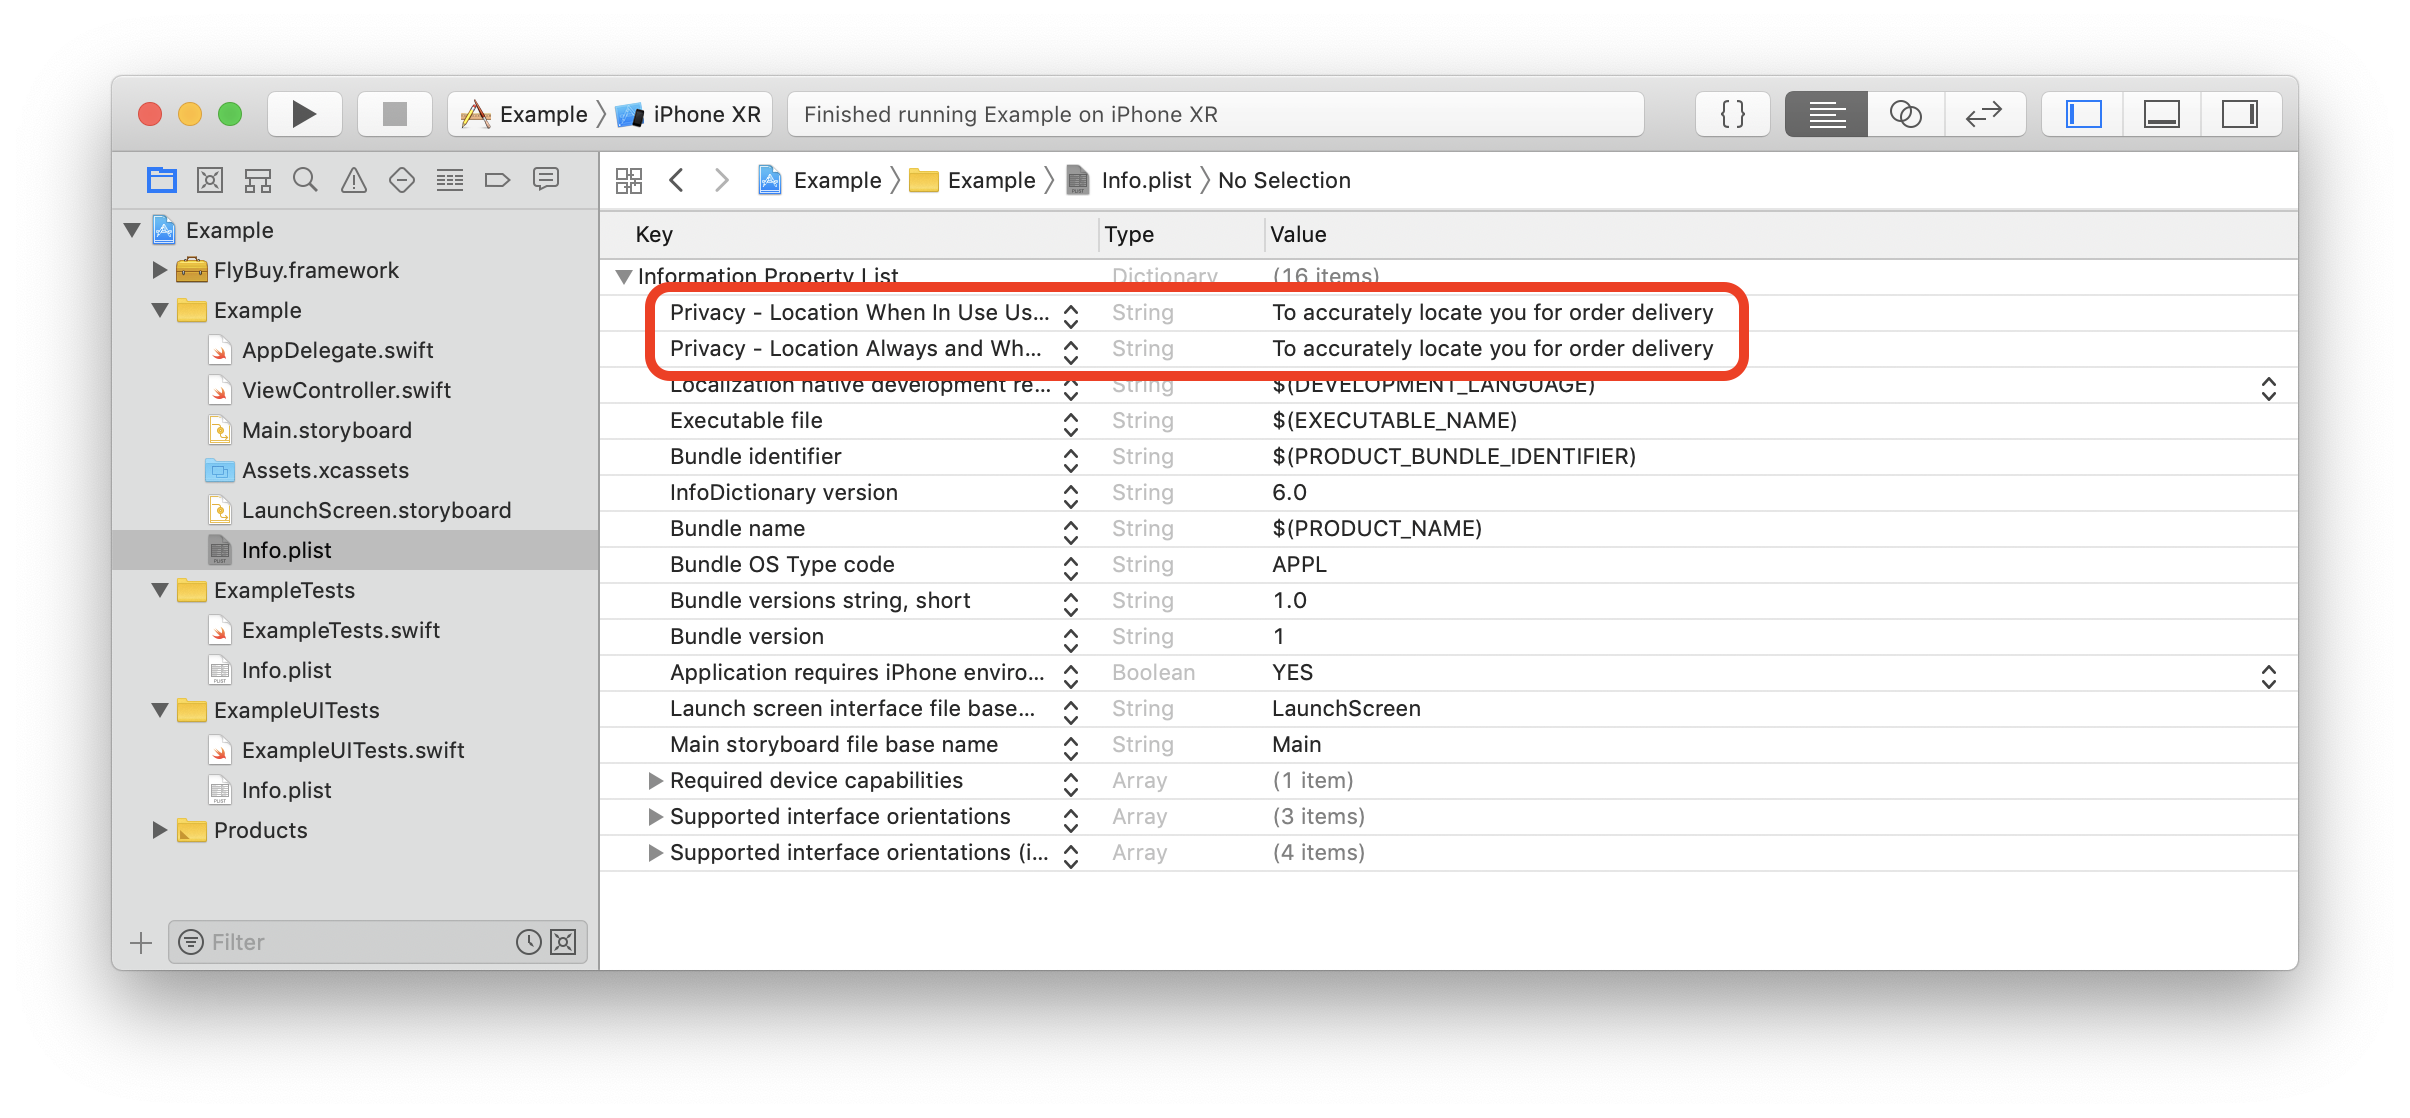 Example 〉 iPhone XR
Finished running Example on iPhone XR
{ }
Example 〉 Example 〉 Info.plist 〉 No Selection
Example
FlyBuy.framework
Example
AppDelegate.swift
ViewController.swift
Main.storyboard
Assets.xcassets
LaunchScreen.storyboard
Info.plist
ExampleTests
ExampleTests.swift
Info.plist
ExampleUITests
ExampleUITests.swift
Info.plist
Products
Filter
Key Type Value
Information Property List Dictionary (16 items)
Privacy - Location When In Use Us... String To accurately locate you for order delivery
Privacy - Location Always and Wh... String To accurately locate you for order delivery
Localization native development re... String $(DEVELOPMENT_LANGUAGE)
Executable file String $(EXECUTABLE_NAME)
Bundle identifier String $(PRODUCT_BUNDLE_IDENTIFIER)
InfoDictionary version String 6.0
Bundle name String $(PRODUCT_NAME)
Bundle OS Type code String APPL
Bundle versions string, short String 1.0
Bundle version String 1
Application requires iPhone enviro... Boolean YES
Launch screen interface file base... String LaunchScreen
Main storyboard file base name String Main
Required device capabilities Array (1 item)
Supported interface orientations Array (3 items)
Supported interface orientations (i... Array (4 items)